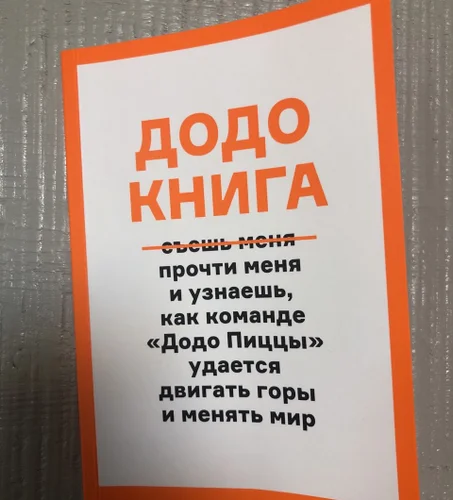 ДОДО
КНИГА
съешь меня
прочти меня
и узнаешь,
как команде
«Додо Пиццы»
удается
двигать горы
и менять мир